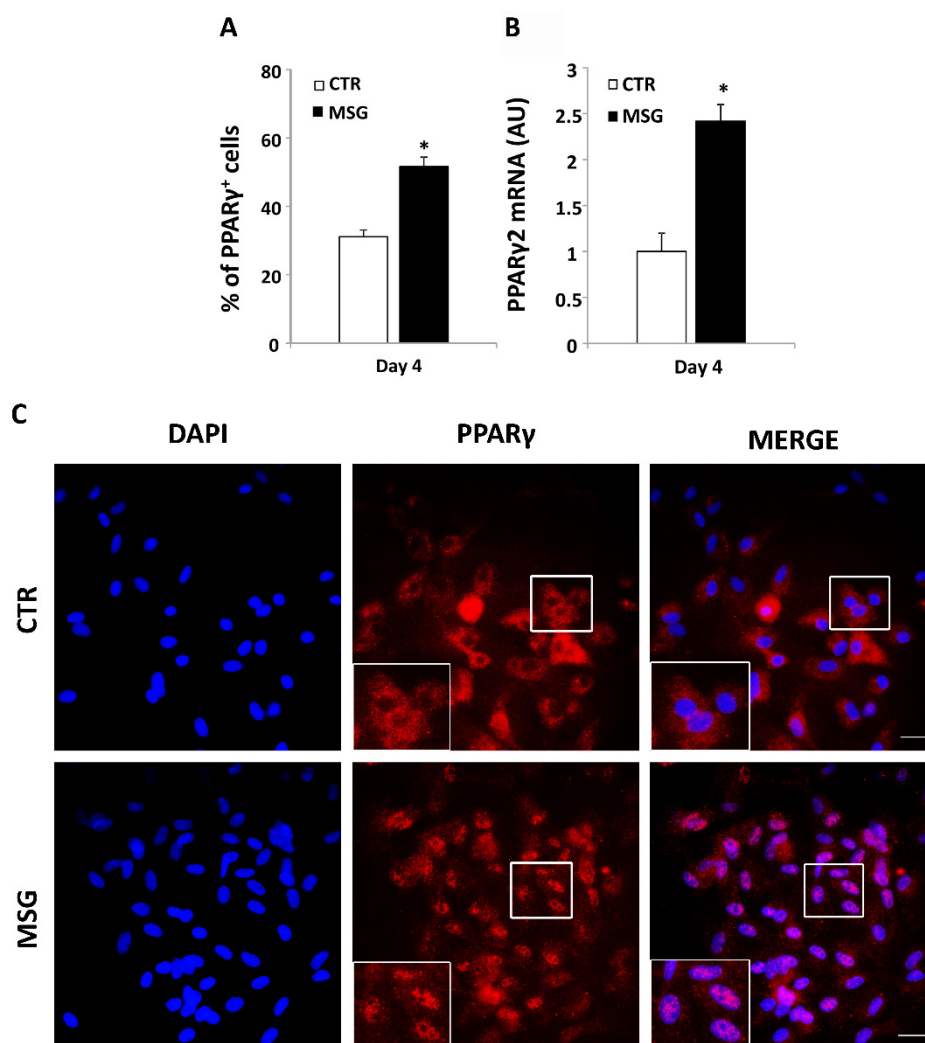 A
80
60
40
20
0
% of PPARγ⁺ cells
CTR
MSG
*
Day 4
B
3
2.5
2
1.5
1
0.5
0
PPARγ2 mRNA (AU)
CTR
MSG
*
Day 4
C
DAPI
PPARγ
MERGE
CTR
MSG